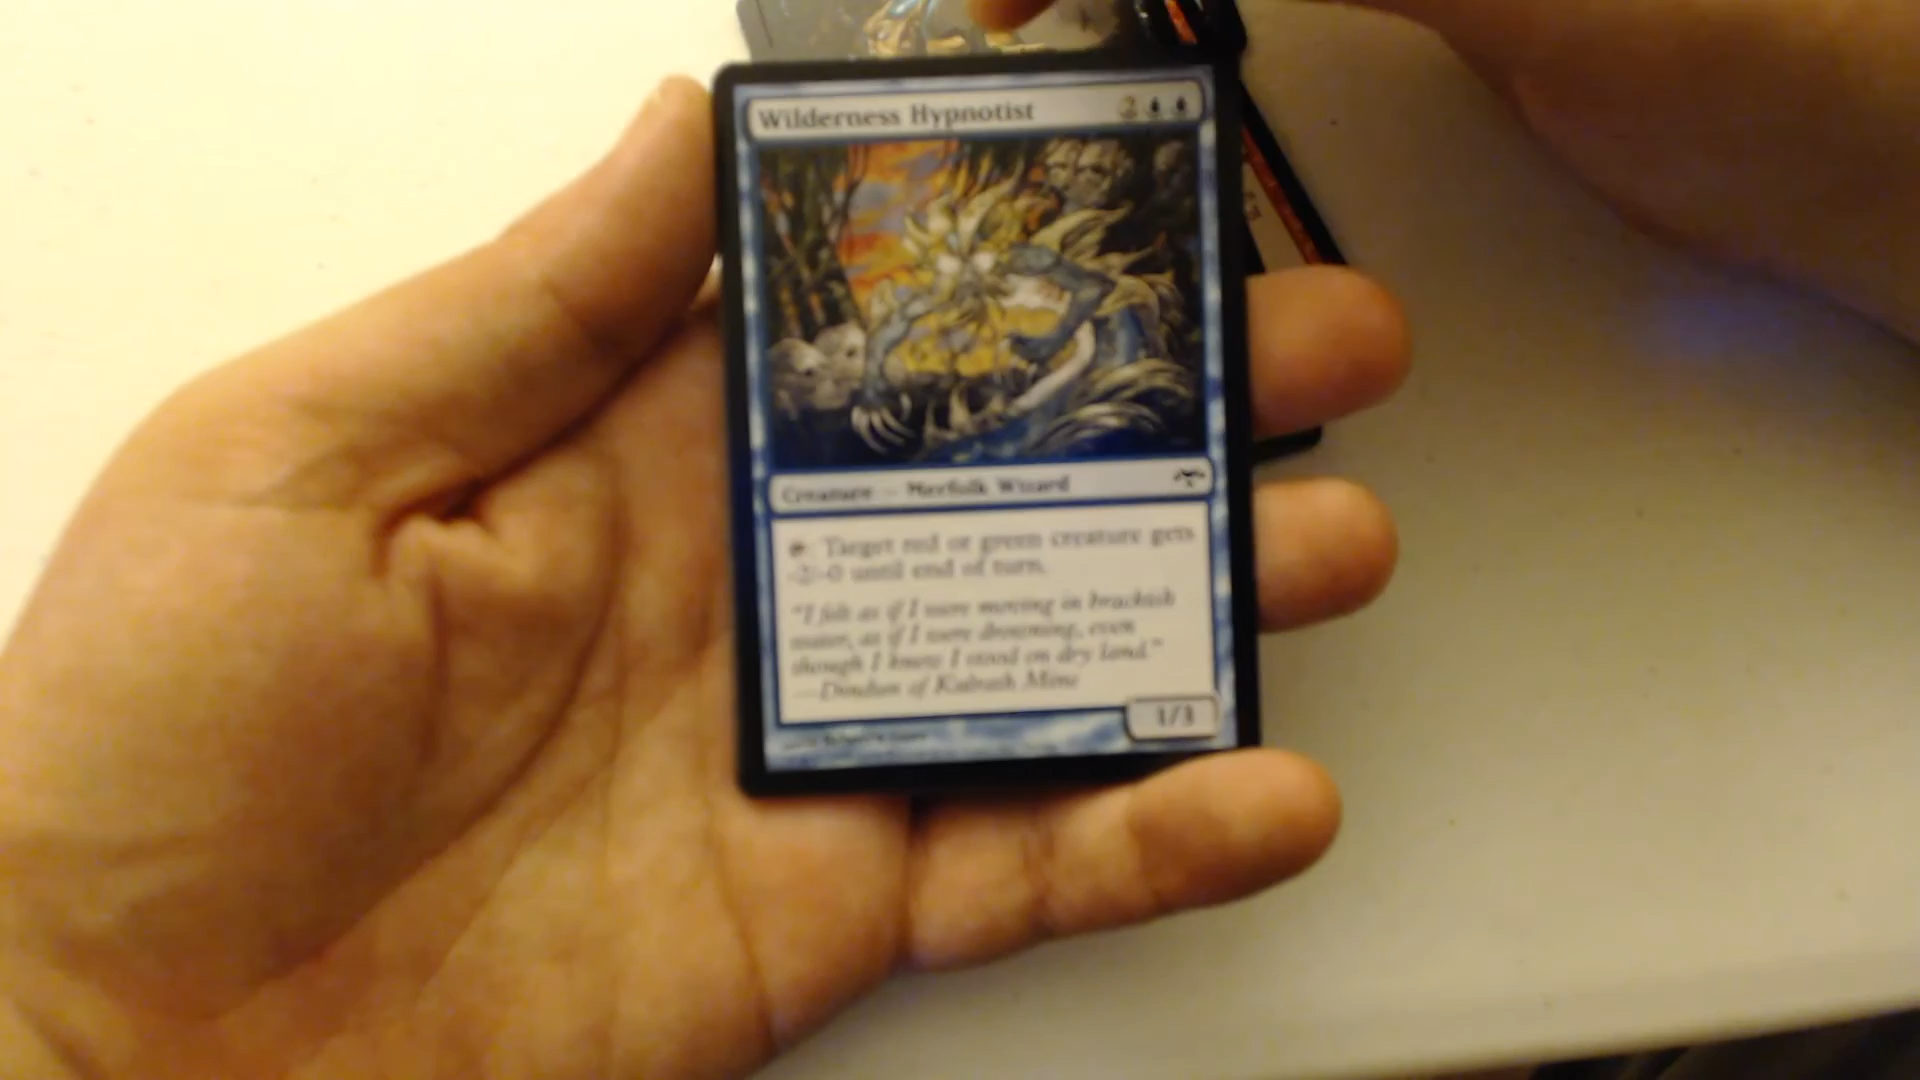 Wilderness Hypnotist 2
Creature — Merfolk Wizard
: Target red or green creature gets
-2/-0 until end of turn.
"I felt as if I were moving in brackish
water, as if I were drowning, even
though I knew I stood on dry land."
—Dindun of Kulrath Mine
1/3